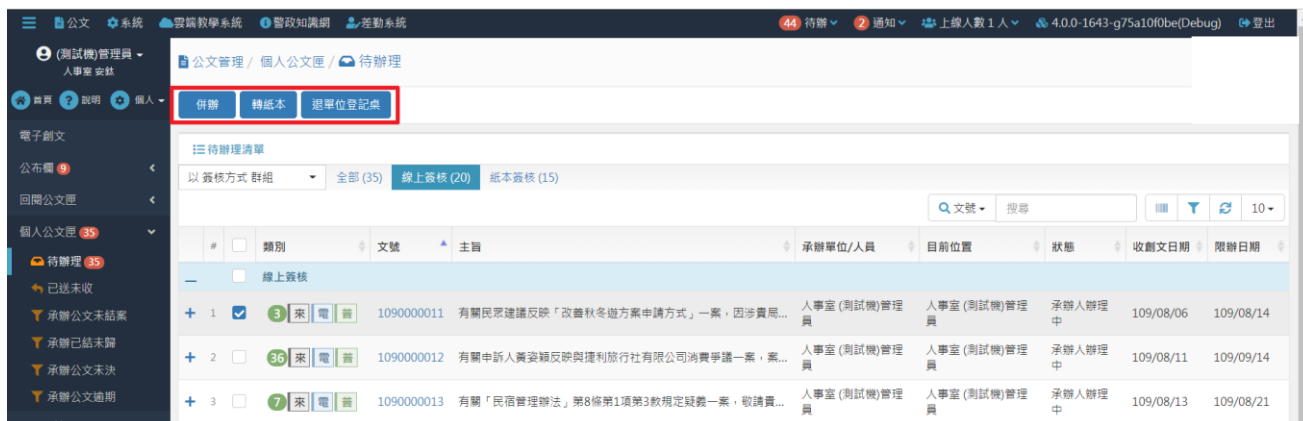 公文 系統 雲端教學系統 警政知識網 差勤系統 44 待辦 2 通知 上線人數 1 人 4.0.0-1643-g75a10f0be(Debug) 登出
(測試機)管理員
人事室 安鈦
公文管理 / 個人公文匣 / 待辦理
首頁 ? 說明 個人
併辦 轉紙本 退單位登記桌
電子創文
待辦理清單
公布欄 9
以 簽核方式 群組 全部 (35) 線上簽核 (20) 紙本簽核 (15)
回閱公文匣
文號 搜尋 10
個人公文匣 35
# 類別 文號 主旨 承辦單位/人員 目前位置 狀態 收創文日期 限辦日期
待辦理 35
線上簽核
已送未收
承辦公文未結案
承辦已結未歸
承辦公文未決
承辦公文逾期
1 3 來 電 普 1090000011 有關民眾建議反映「改善秋冬遊方案申請方式」一案，因涉貴局... 人事室 (測試機)管理員 人事室 (測試機)管理員 承辦人辦理中 109/08/06 109/08/14
2 36 來 電 普 1090000012 有關申訴人黃姿穎反映與捷利旅行社有限公司消費爭議一案，案... 人事室 (測試機)管理員 人事室 (測試機)管理員 承辦人辦理中 109/08/11 109/09/14
3 7 來 電 普 1090000013 有關「民宿管理辦法」第8條第1項第3款規定疑義一案，敬請貴... 人事室 (測試機)管理員 人事室 (測試機)管理員 承辦人辦理中 109/08/13 109/08/21